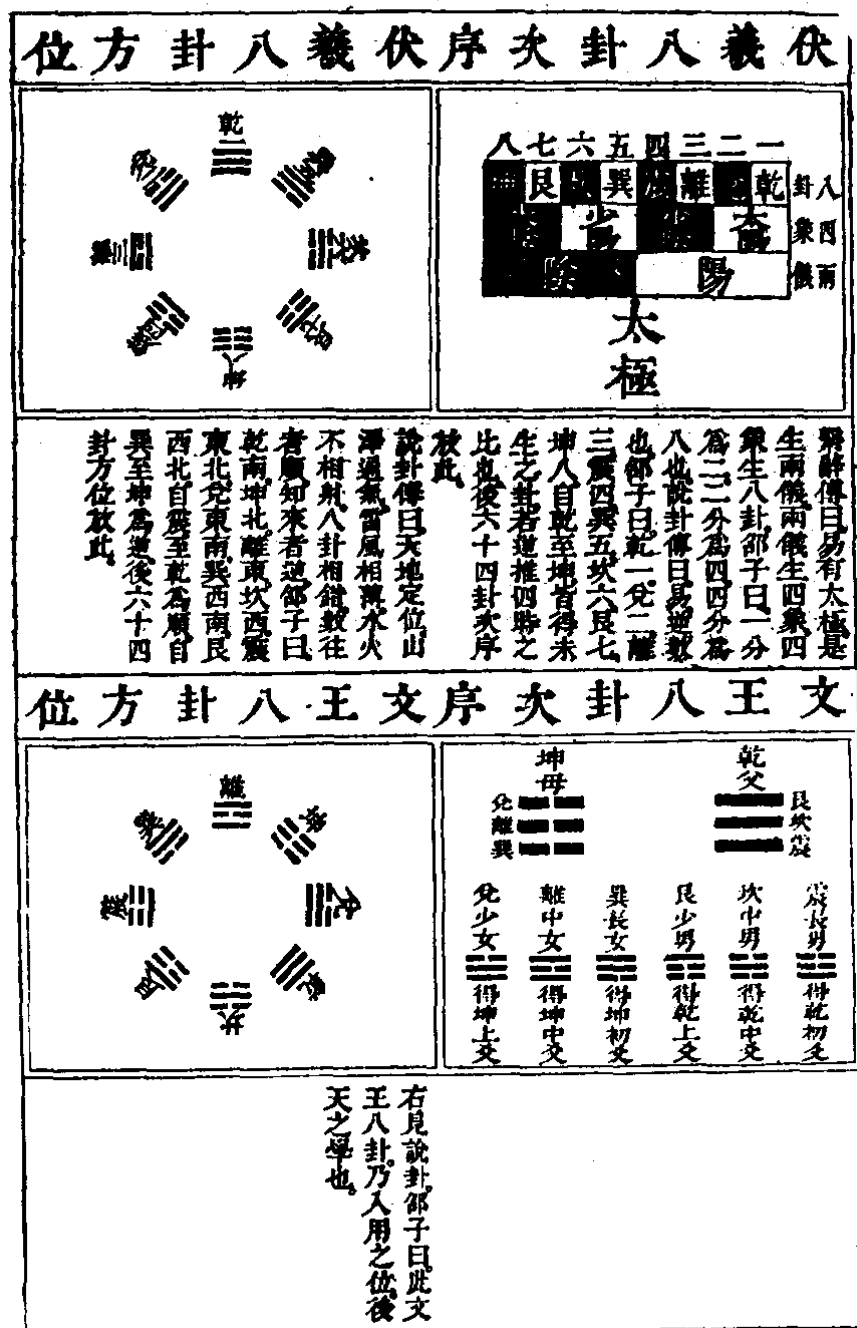 伏羲八卦次序
伏羲八卦方位
一
二
三
四
五
六
七
八
八卦
四象
兩儀
乾
離
巽
艮
太陽
少
陽
陰
太極
乾一
坤八
繫辭傳曰易有太極是
生兩儀兩儀生四象四
象生八卦邵子曰一分
爲二二分爲四四分爲
八也說卦傳曰易逆數
也邵子曰乾一兌二離
三震四巽五坎六艮七
坤八自乾至坤皆得未
生之卦若逆推四時之
比也後六十四卦次序
放此
說卦傳曰天地定位山
澤通氣雷風相薄水火
不相射八卦相錯數往
者順知來者逆邵子曰
乾南坤北離東坎西震
東北兌東南巽西南艮
西北自震至乾爲順自
巽至坤爲逆後六十四
卦方位放此
文王八卦次序
文王八卦方位
乾父
艮坎震
坤母
兌離巽
震長男
得乾初爻
坎中男
得乾中爻
艮少男
得乾上爻
巽長女
得坤初爻
離中女
得坤中爻
兌少女
得坤上爻
離
坤
兌
乾
坎
艮
震
巽
右見說卦邵子曰此文
王八卦乃入用之位後
天之學也